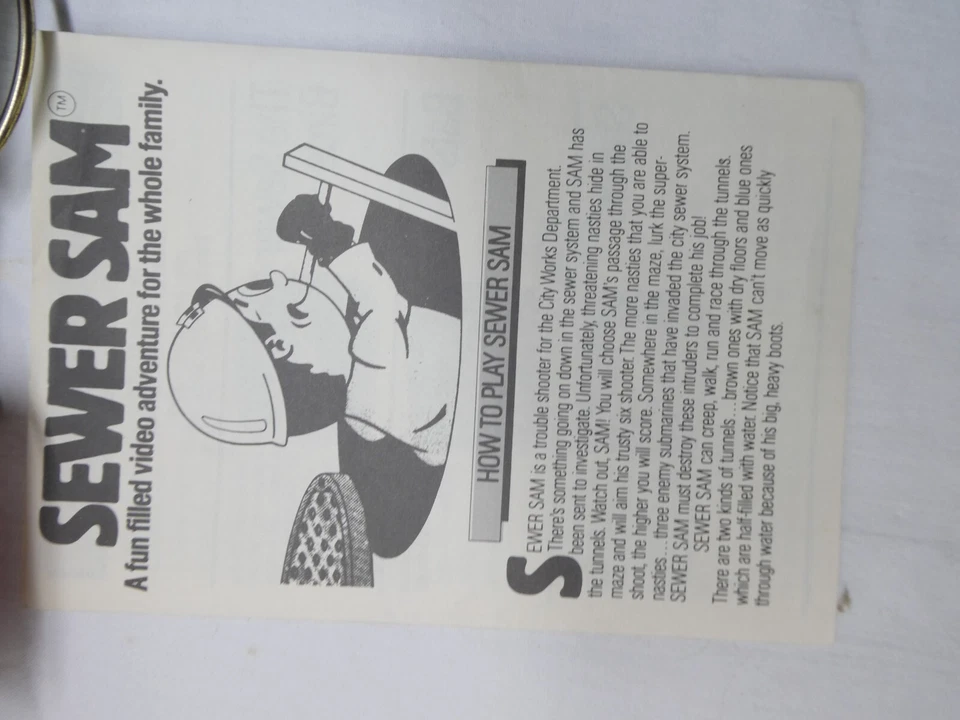 SEWER SAM™
A fun filled video adventure for the whole family.
HOW TO PLAY SEWER SAM
SEWER SAM is a trouble shooter for the City Works Department.
There's something going on down in the sewer system and SAM has
been sent to investigate. Unfortunately, threatening nasties hide in
the tunnels. Watch out, SAM! You will choose SAM's passage through the
maze and will aim his trusty six shooter. The more nasties that you are able to
shoot, the higher you will score. Somewhere in the maze, lurk the super-
nasties... three enemy submarines that have invaded the city sewer system.
SEWER SAM must destroy these intruders to complete his job!
SEWER SAM can creep, walk, run and race through the tunnels.
There are two kinds of tunnels... brown ones with dry floors and blue ones
which are half-filled with water. Notice that SAM can't move as quickly
through water because of his big, heavy boots.